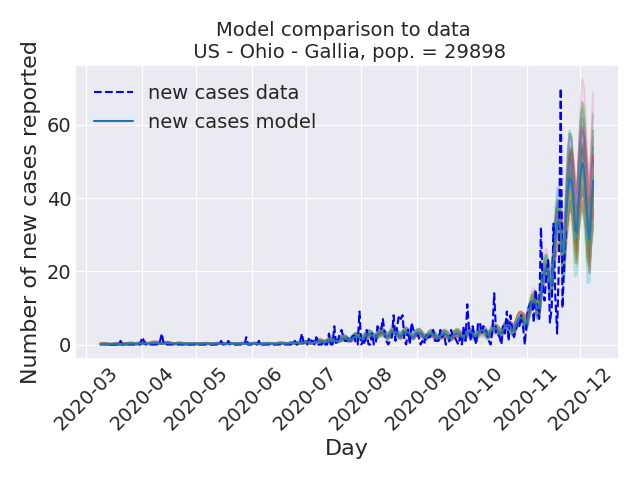 Model comparison to data
US - Ohio - Gallia, pop. = 29898
Number of new cases reported
60
40
20
0
new cases data
new cases model
2020-03
2020-04
2020-05
2020-06
2020-07
2020-08
2020-09
2020-10
2020-11
2020-12
Day